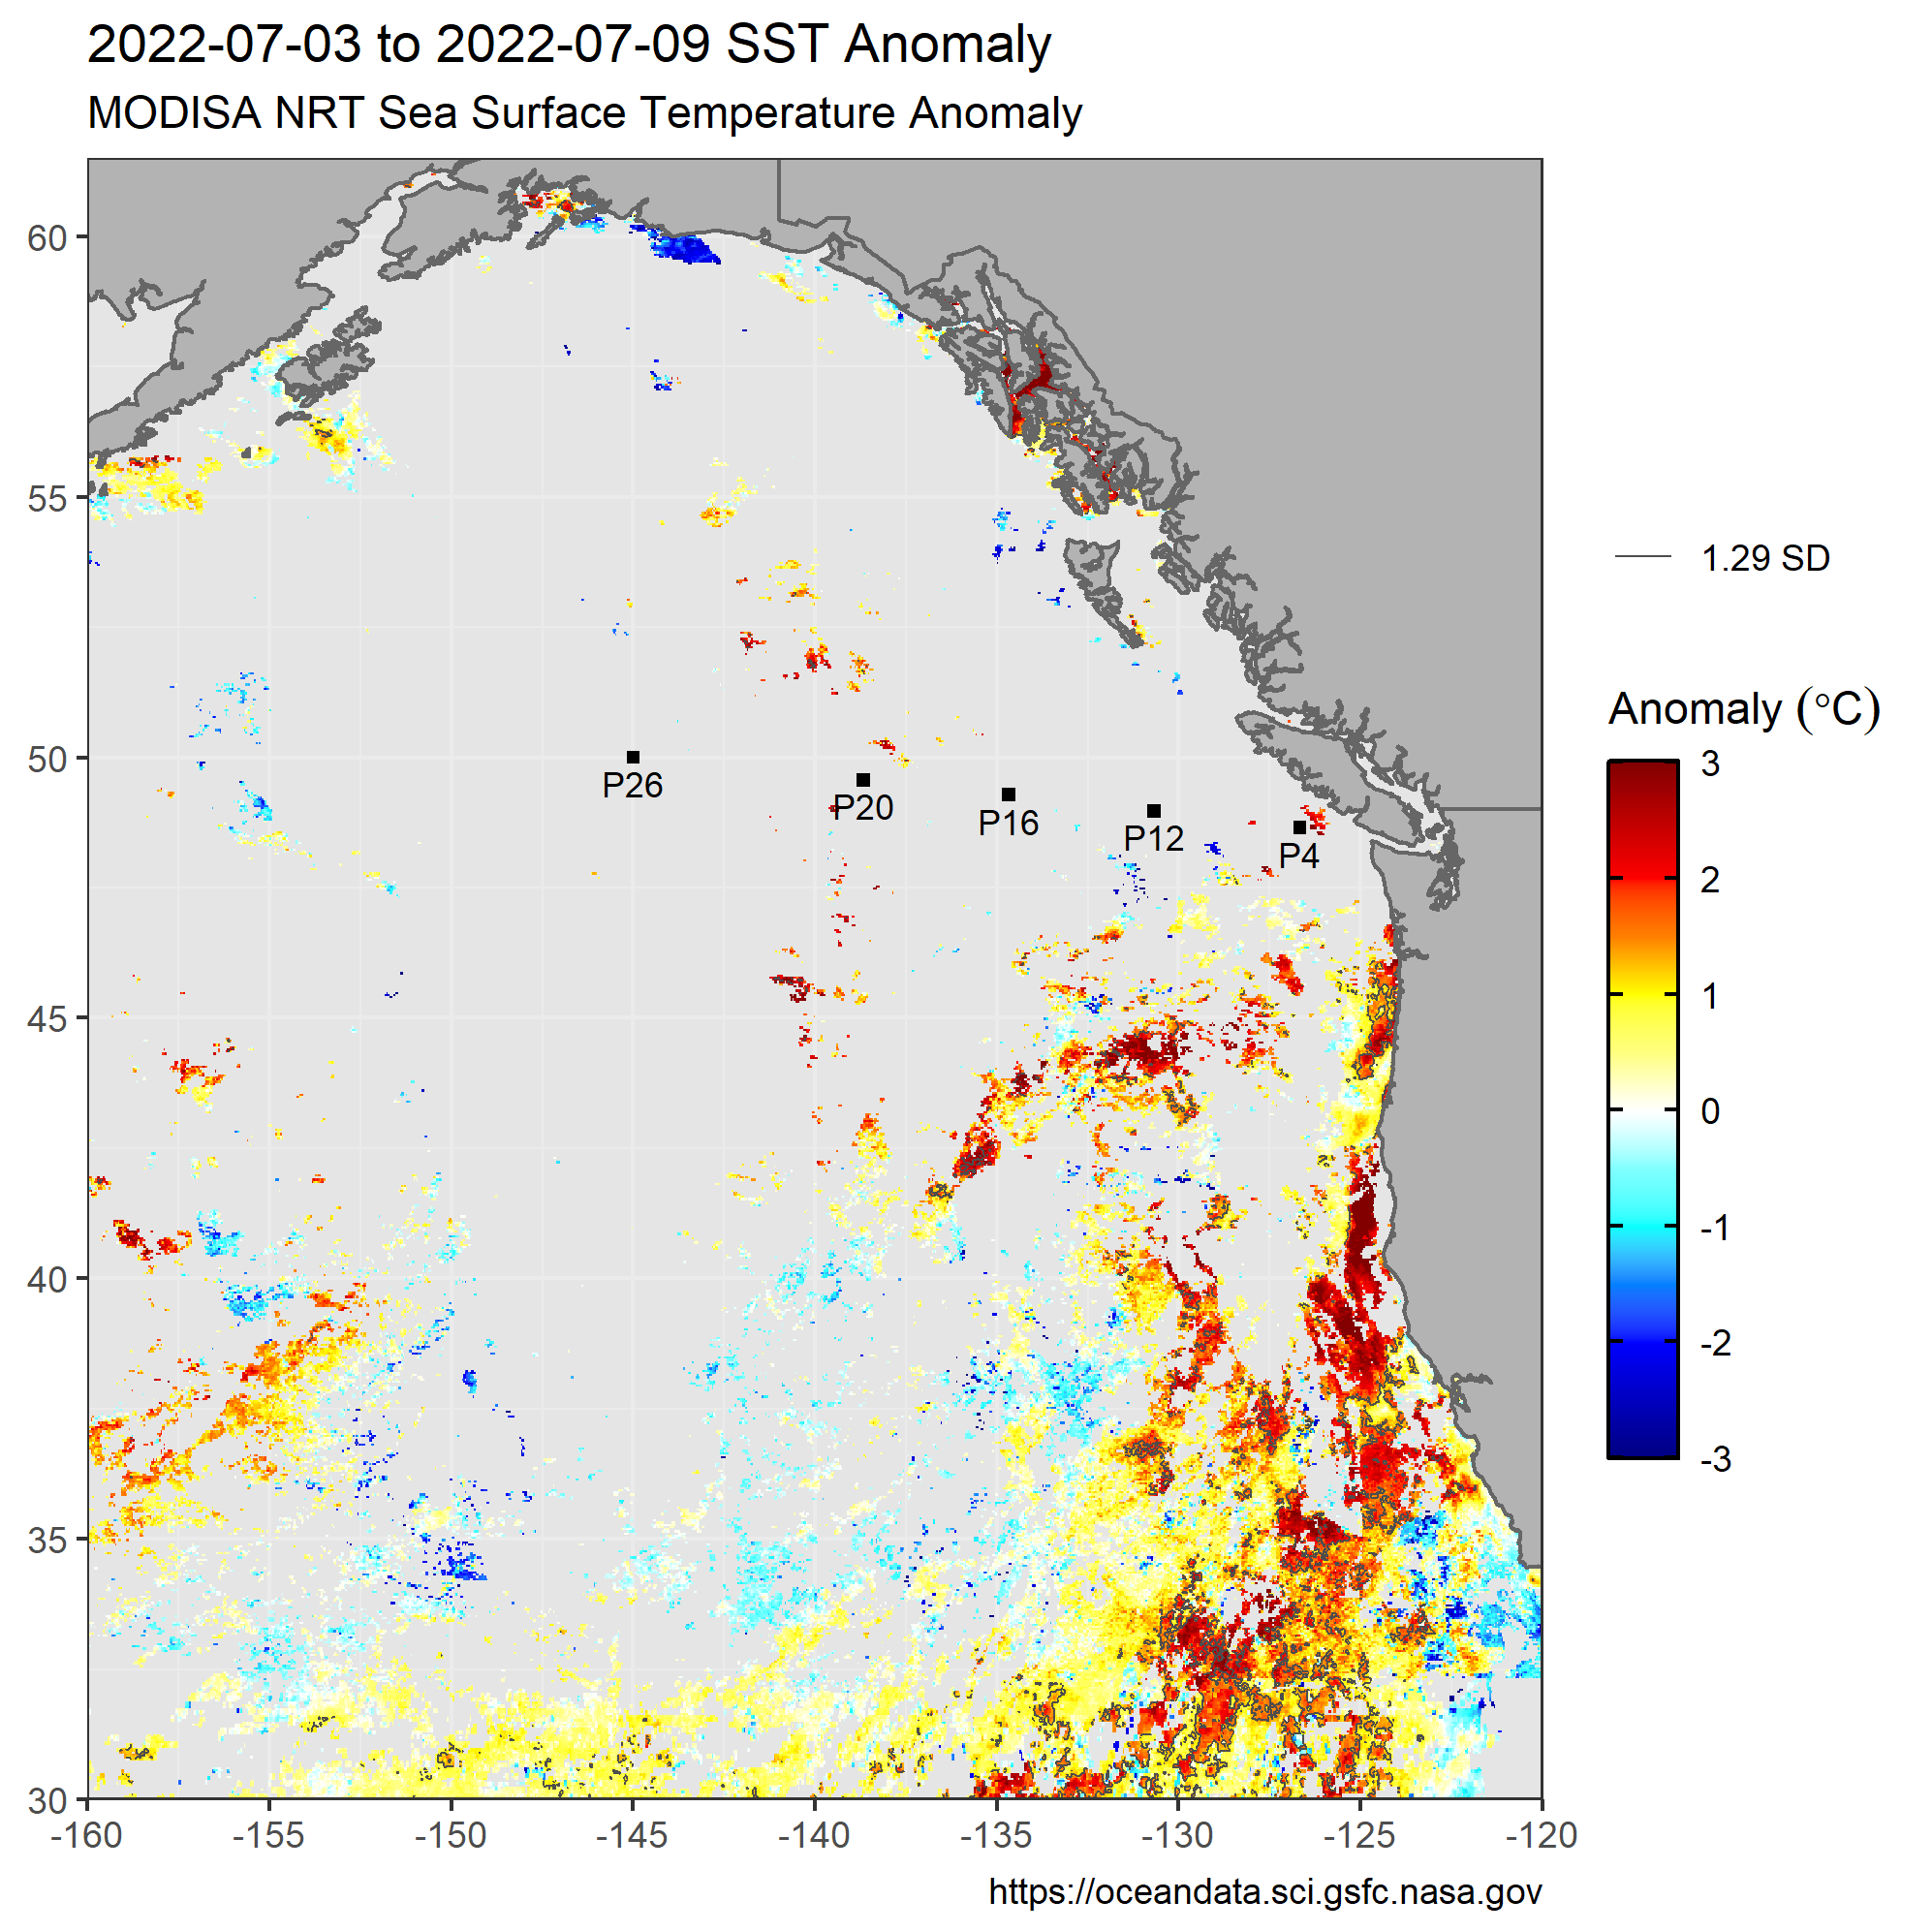 2022-07-03 to 2022-07-09 SST Anomaly
MODISA NRT Sea Surface Temperature Anomaly
60
55
50
45
40
35
30
-160
-155
-150
-145
-140
-135
-130
-125
-120
P26
P20
P16
P12
P4
1.29 SD
Anomaly (°C)
3
2
1
0
-1
-2
-3
https://oceandata.sci.gsfc.nasa.gov